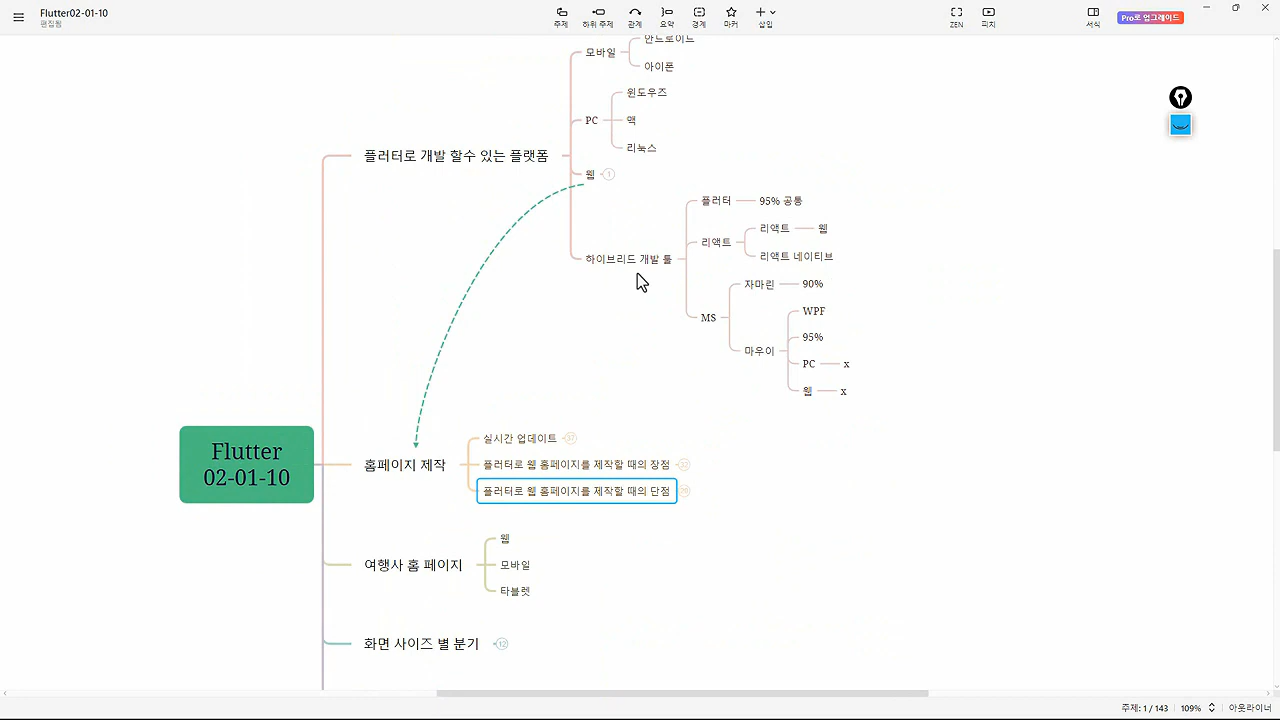 Flutter02-01-10
편집됨
주제
하위 주제
관계
요약
경계
마커
삽입
ZEN
피치
서식
Pro로 업그레이드
안드로이드
모바일
아이폰
윈도우즈
PC
맥
리눅스
플러터로 개발 할수 있는 플랫폼
웹
1
플러터
95% 공통
리액트
리액트
웹
리액트 네이티브
하이브리드 개발 툴
자마린
90%
MS
WPF
95%
마우이
PC
x
웹
x
Flutter
02-01-10
홈페이지 제작
실시간 업데이트
37
플러터로 웹 홈페이지를 제작할 때의 장점
플러터로 웹 홈페이지를 제작할 때의 단점
여행사 홈 페이지
웹
모바일
타블렛
화면 사이즈 별 분기
12
주제: 1 / 143
109%
아웃라이너